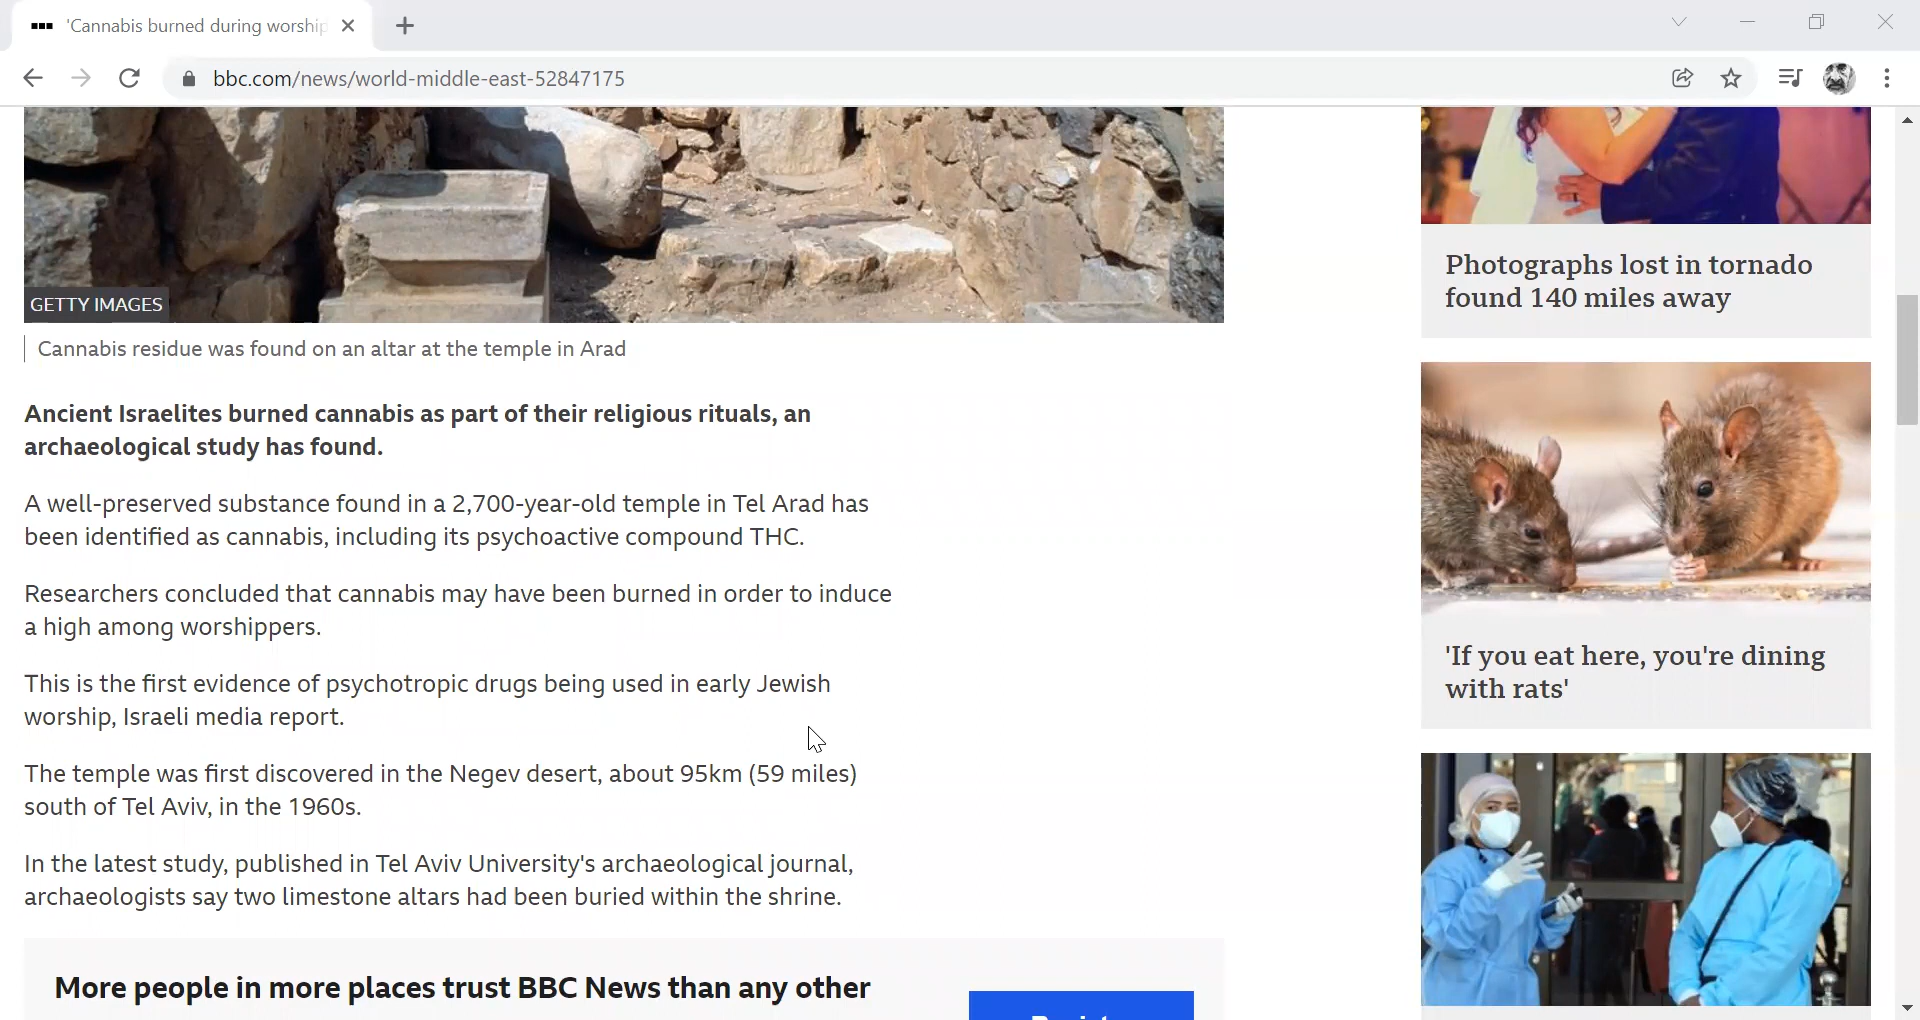 'Cannabis burned during worship
bbc.com/news/world-middle-east-52847175
GETTY IMAGES
Cannabis residue was found on an altar at the temple in Arad
Ancient Israelites burned cannabis as part of their religious rituals, an
archaeological study has found.
A well-preserved substance found in a 2,700-year-old temple in Tel Arad has
been identified as cannabis, including its psychoactive compound THC.
Researchers concluded that cannabis may have been burned in order to induce
a high among worshippers.
This is the first evidence of psychotropic drugs being used in early Jewish
worship, Israeli media report.
The temple was first discovered in the Negev desert, about 95km (59 miles)
south of Tel Aviv, in the 1960s.
In the latest study, published in Tel Aviv University's archaeological journal,
archaeologists say two limestone altars had been buried within the shrine.
More people in more places trust BBC News than any other
Photographs lost in tornado
found 140 miles away
'If you eat here, you're dining
with rats'